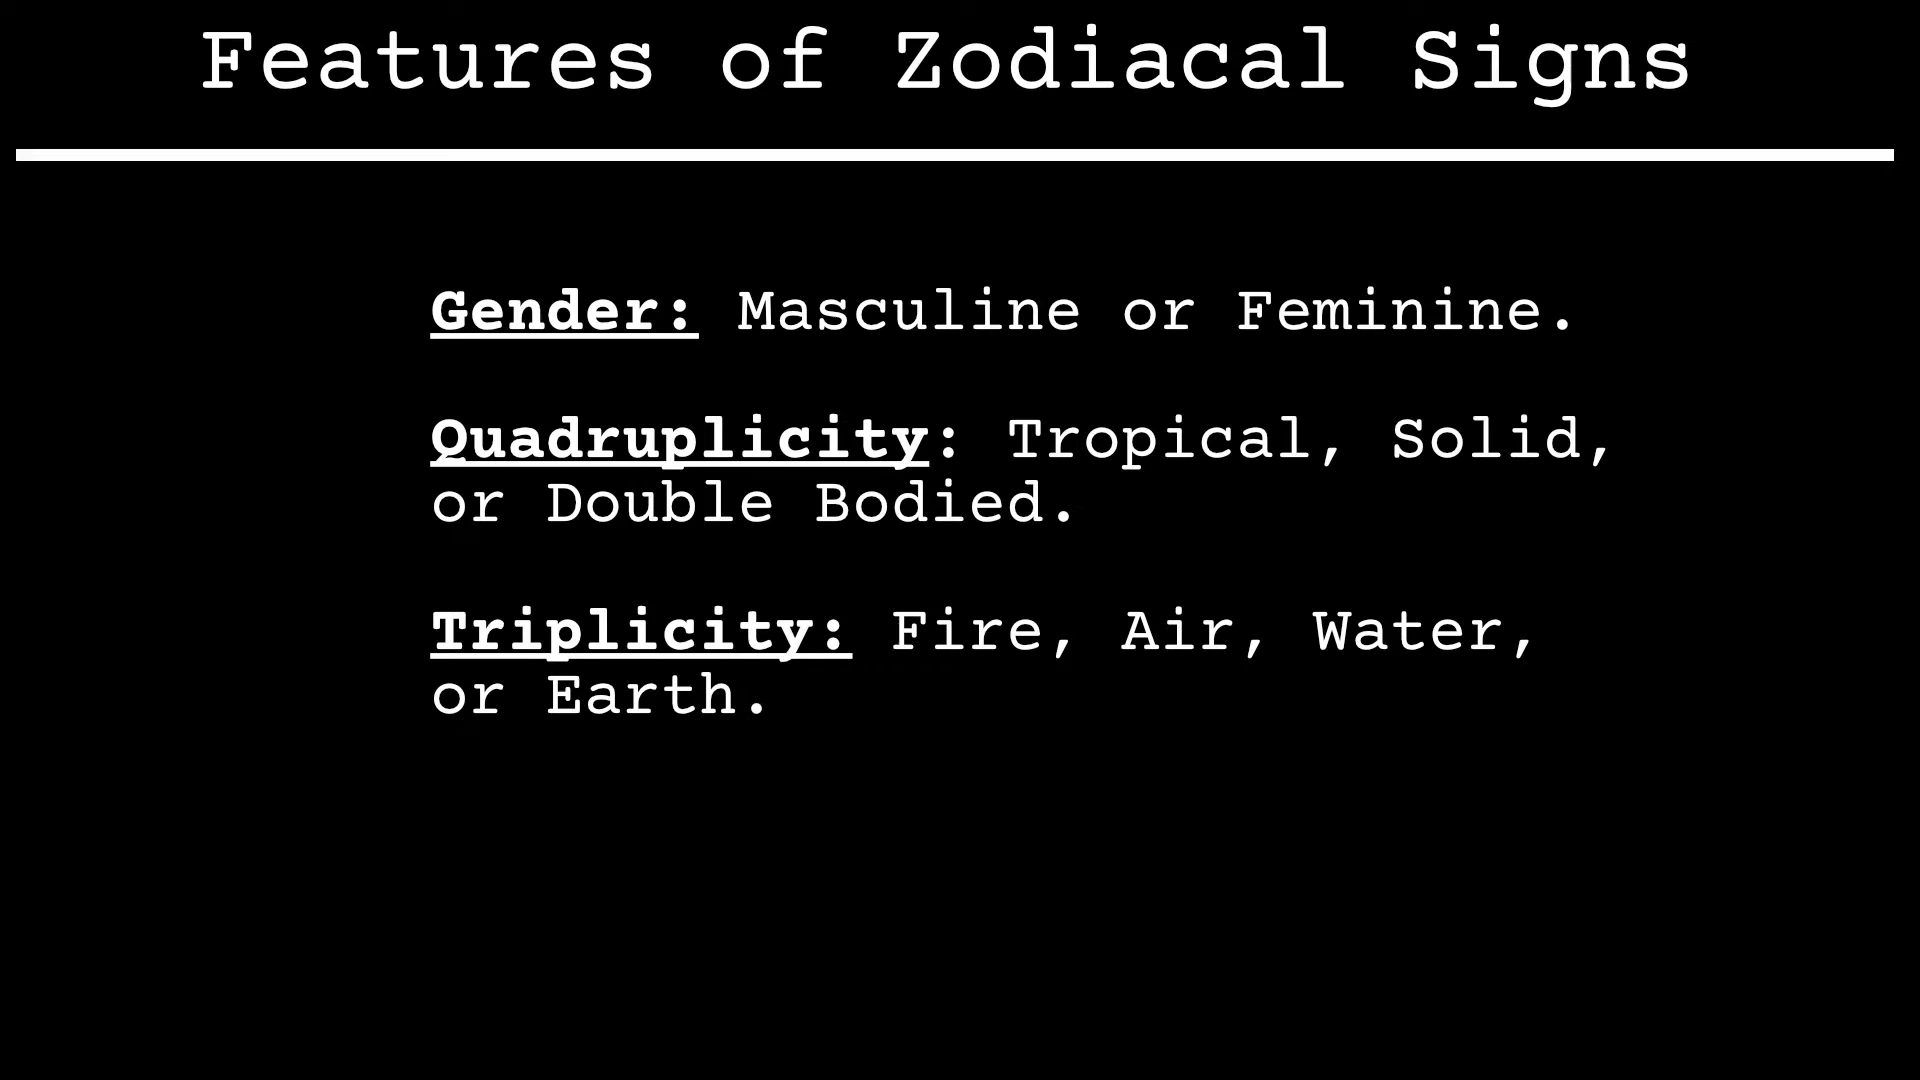 Features of Zodiacal Signs
Gender: Masculine or Feminine.
Quadruplicity: Tropical, Solid,
or Double Bodied.
Triplicity: Fire, Air, Water,
or Earth.